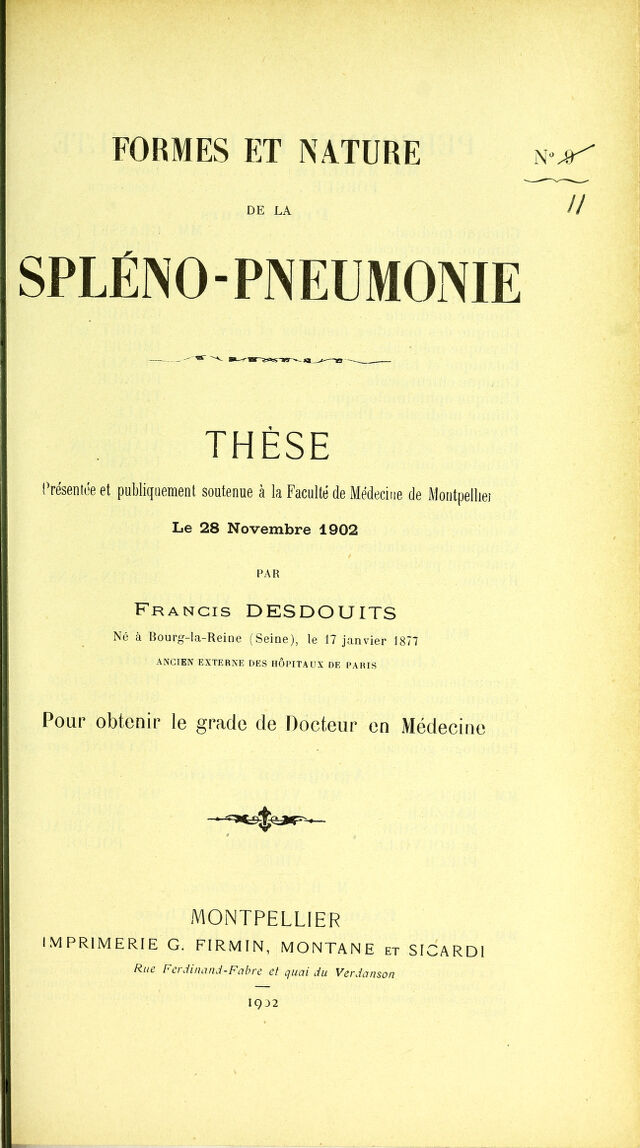 FORMES ET NATURE
N° 9
11
DE LA
SPLÉNO-PNEUMONIE
THÈSE
Présentée et publiquement soutenue à la Faculté de Médecine de Montpellier
Le 28 Novembre 1902
PAR
FRANCIS DESDOUITS
Né à Bourg-la-Reine (Seine), le 17 janvier 1877
ANCIEN EXTERNE DES HÔPITAUX DE PARIS
Pour obtenir le grade de Docteur en Médecine
MONTPELLIER
IMPRIMERIE G. FIRMIN, MONTANE ET SICARDI
Rue Ferdinand-Fabre et quai du Verdanson
1902